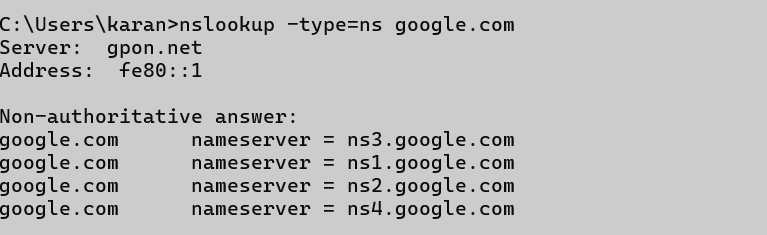 C:\Users\karan>nslookup -type=ns google.com
Server:  gpon.net
Address:  fe80::1

Non-authoritative answer:
google.com      nameserver = ns3.google.com
google.com      nameserver = ns1.google.com
google.com      nameserver = ns2.google.com
google.com      nameserver = ns4.google.com